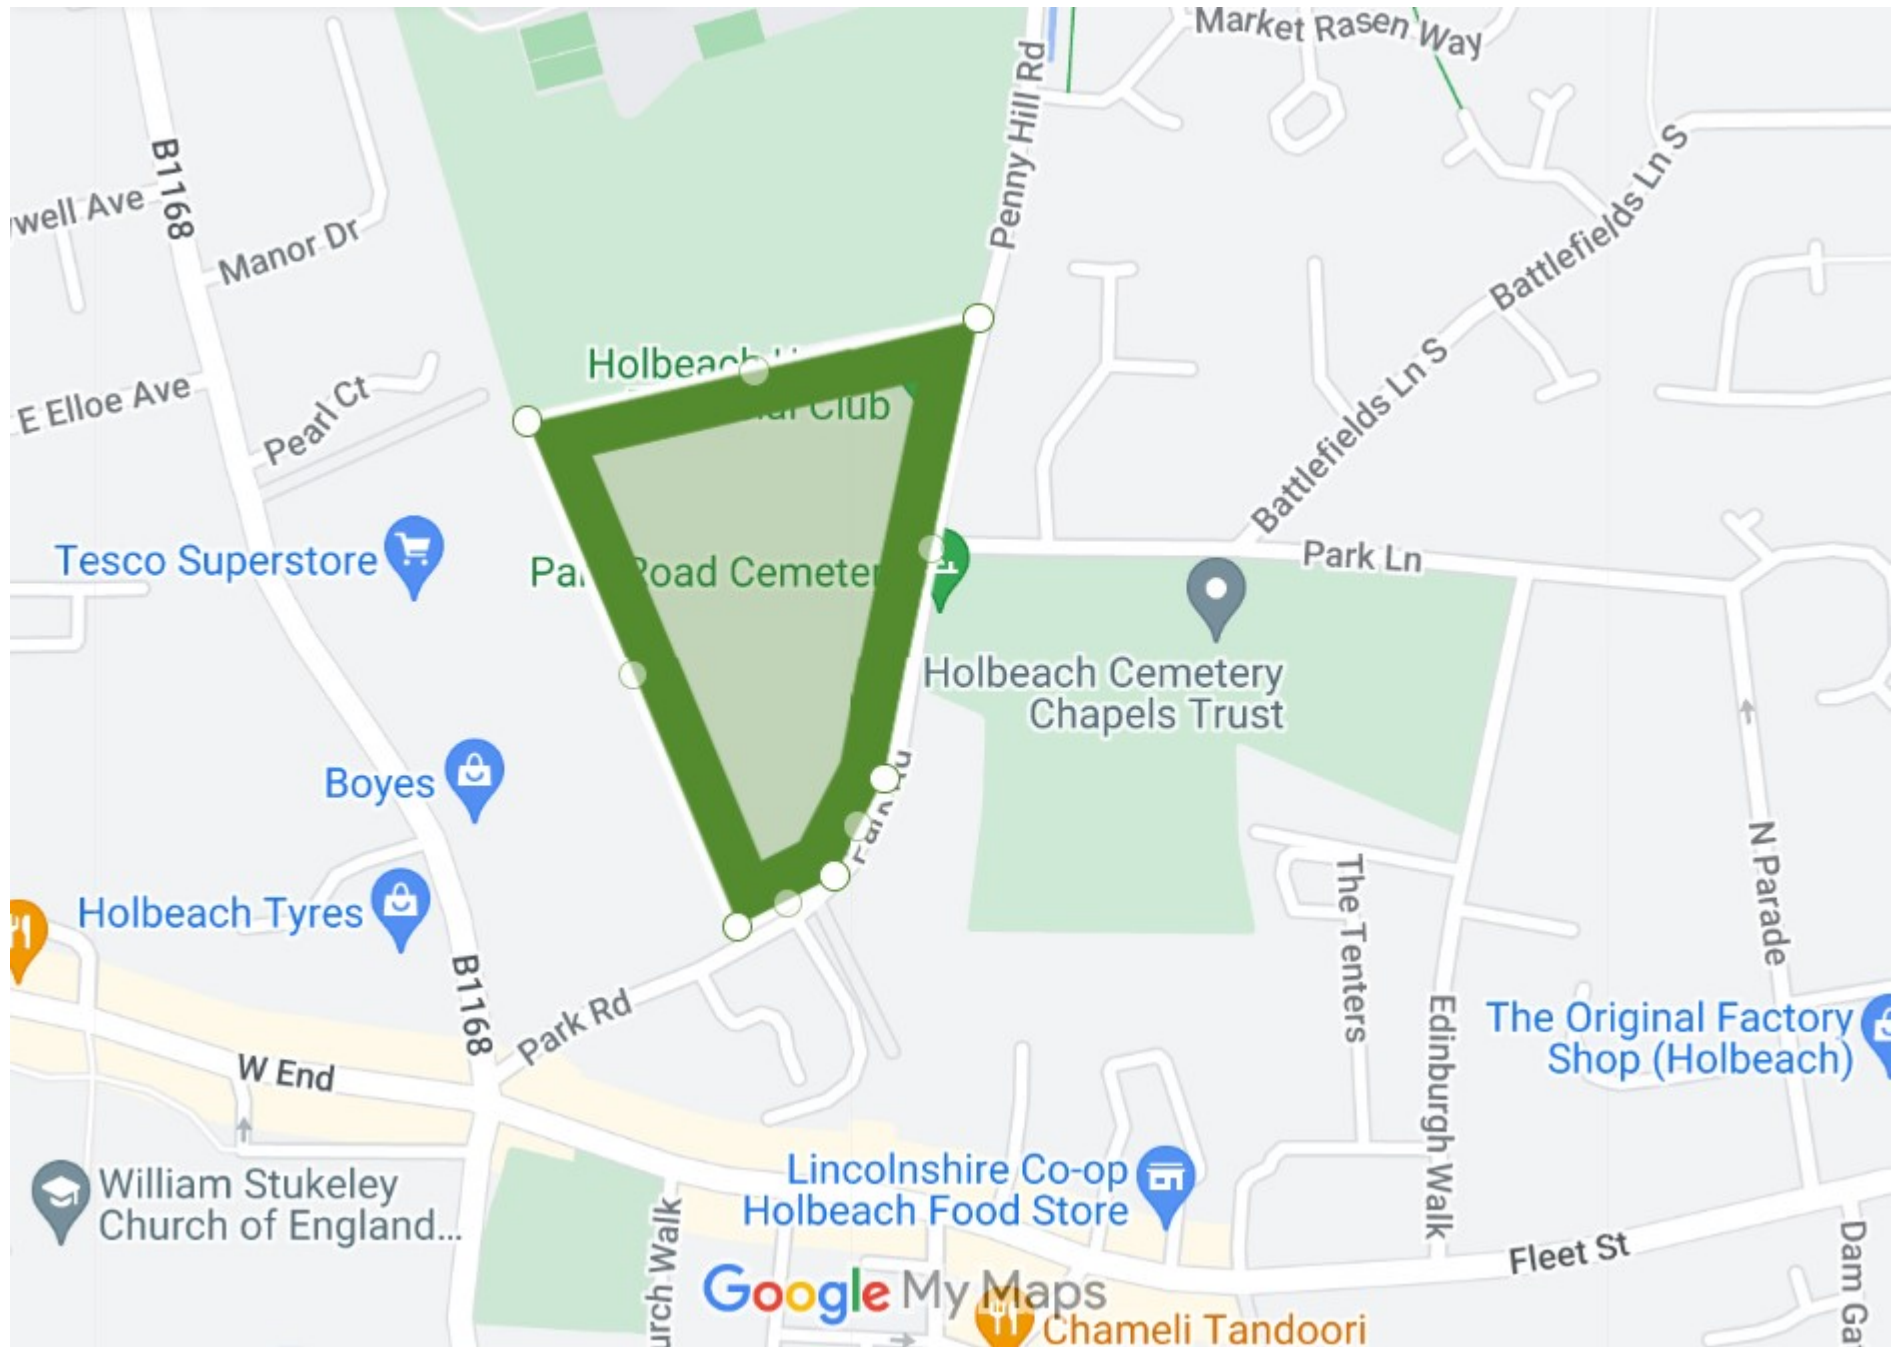 Market Rasen Way
Penny Hill Rd
B1168
Manor Dr
Battlefields Ln S
Holbeach
Club
Battlefields Ln S
E Elloe Ave
Pearl Ct
Tesco Superstore
Road
Park Ln
Holbeach Cemetery
Chapels Trust
Boyes
N Parade
The Tenters
Holbeach Tyres
B1168
Park Rd
Edinburgh Walk
The Original Factory
Shop (Holbeach)
W End
William Stukeley
Church of England...
Lincolnshire Co-op
Holbeach Food Store
Walk
Fleet St
Dam
Google My Maps
Chameli Tandoori